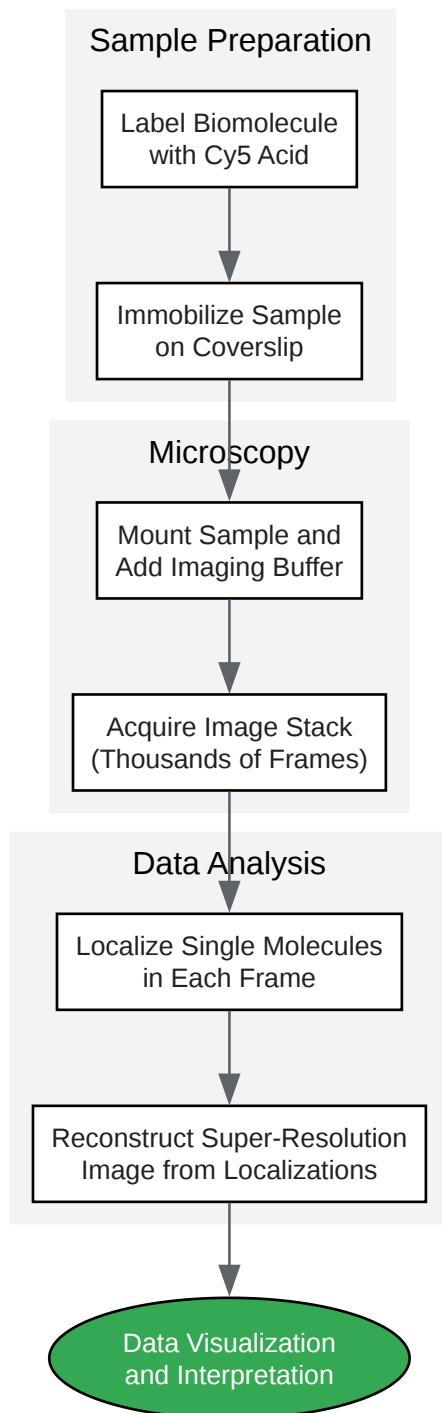 Sample Preparation
Label Biomolecule
with Cy5 Acid
Immobilize Sample
on Coverslip
Microscopy
Mount Sample and
Add Imaging Buffer
Acquire Image Stack
(Thousands of Frames)
Data Analysis
Localize Single Molecules
in Each Frame
Reconstruct Super-Resolution
Image from Localizations
Data Visualization
and Interpretation